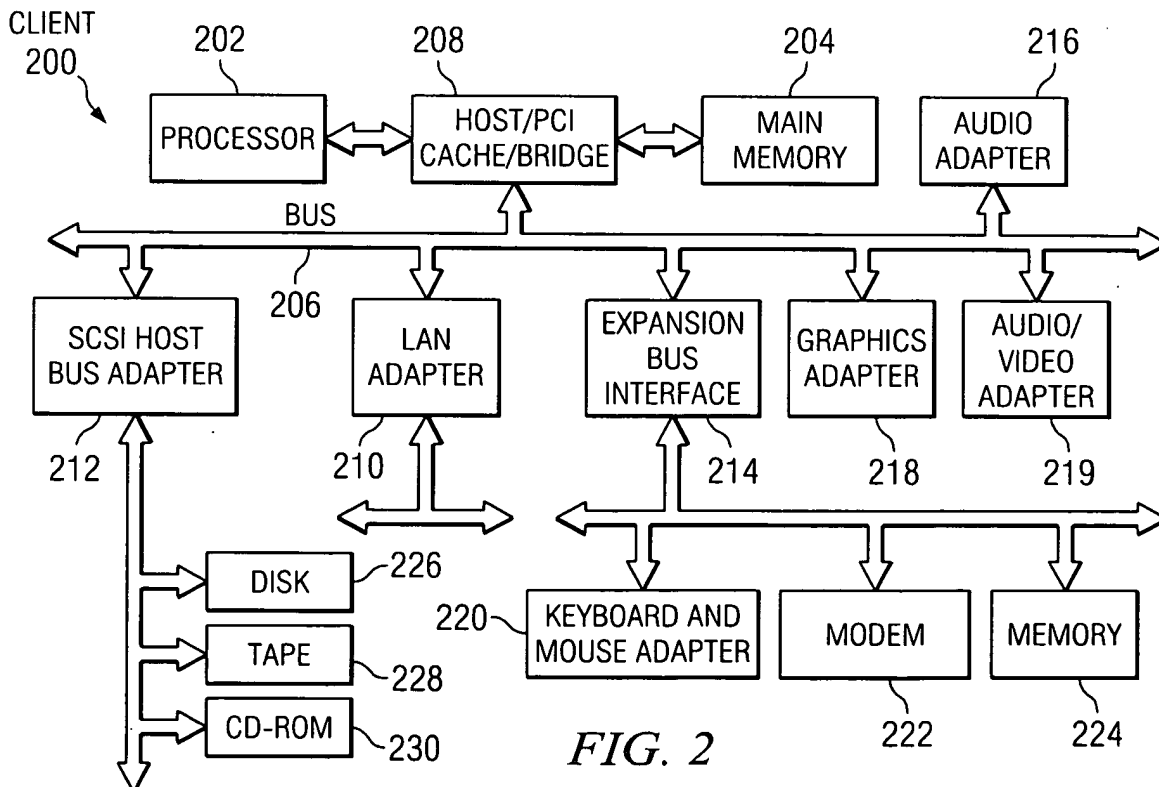 CLIENT
200
202
208
204
216
PROCESSOR
HOST/PCI
CACHE/BRIDGE
MAIN
MEMORY
AUDIO
ADAPTER
BUS
206
SCSI HOST
BUS ADAPTER
LAN
ADAPTER
EXPANSION
BUS
INTERFACE
GRAPHICS
ADAPTER
AUDIO/
VIDEO
ADAPTER
212
210
214
218
219
DISK
226
TAPE
228
CD-ROM
230
220
KEYBOARD AND
MOUSE ADAPTER
MODEM
MEMORY
222
224
FIG. 2